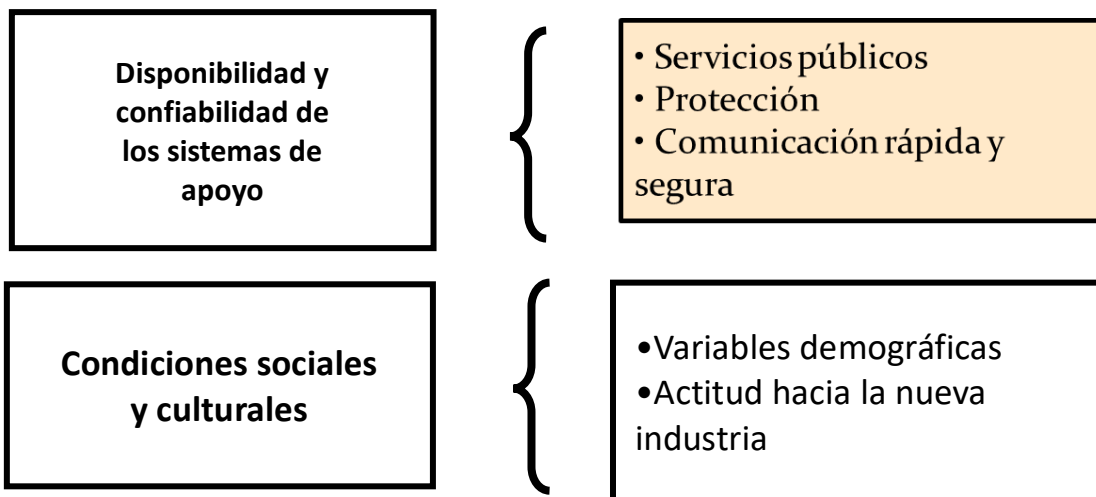 Disponibilidad y
confiabilidad de
los sistemas de
apoyo
• Servicios públicos
• Protección
• Comunicación rápida y
segura
Condiciones sociales
y culturales
•Variables demográficas
•Actitud hacia la nueva
industria